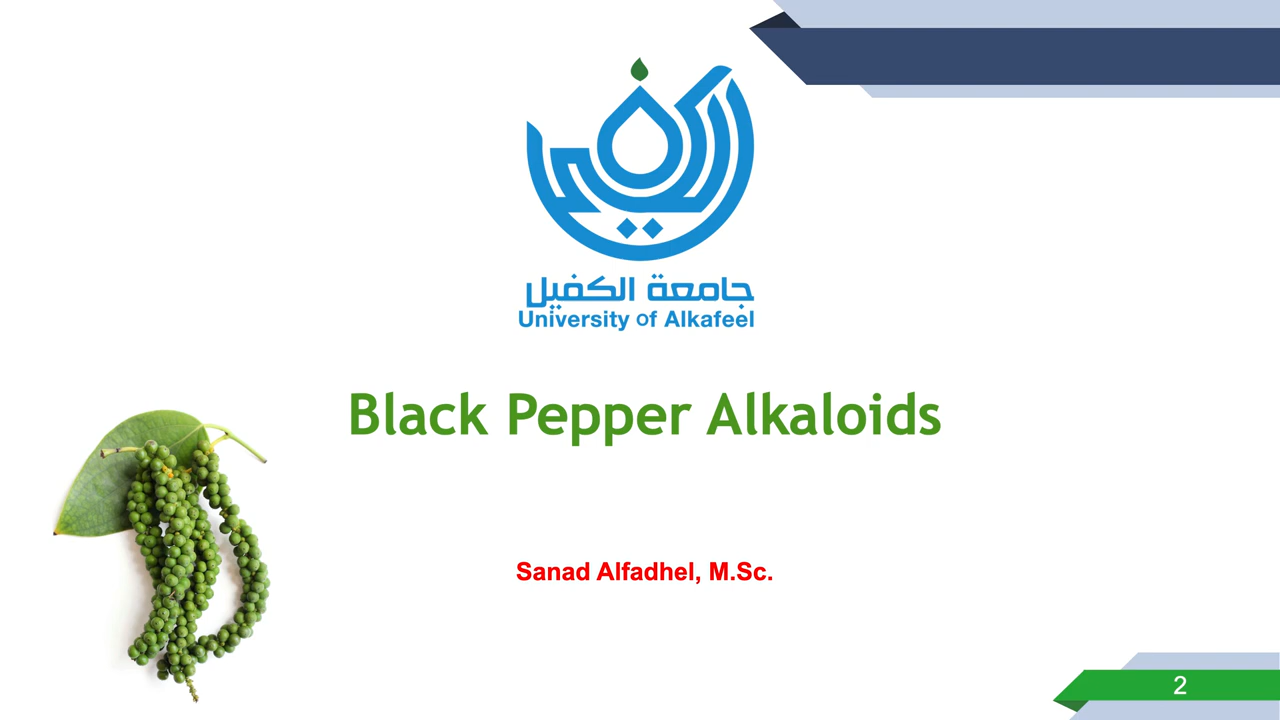 جامعة الكفيل
University of Alkafeel
Black Pepper Alkaloids
Sanad Alfadhel, M.Sc.
2